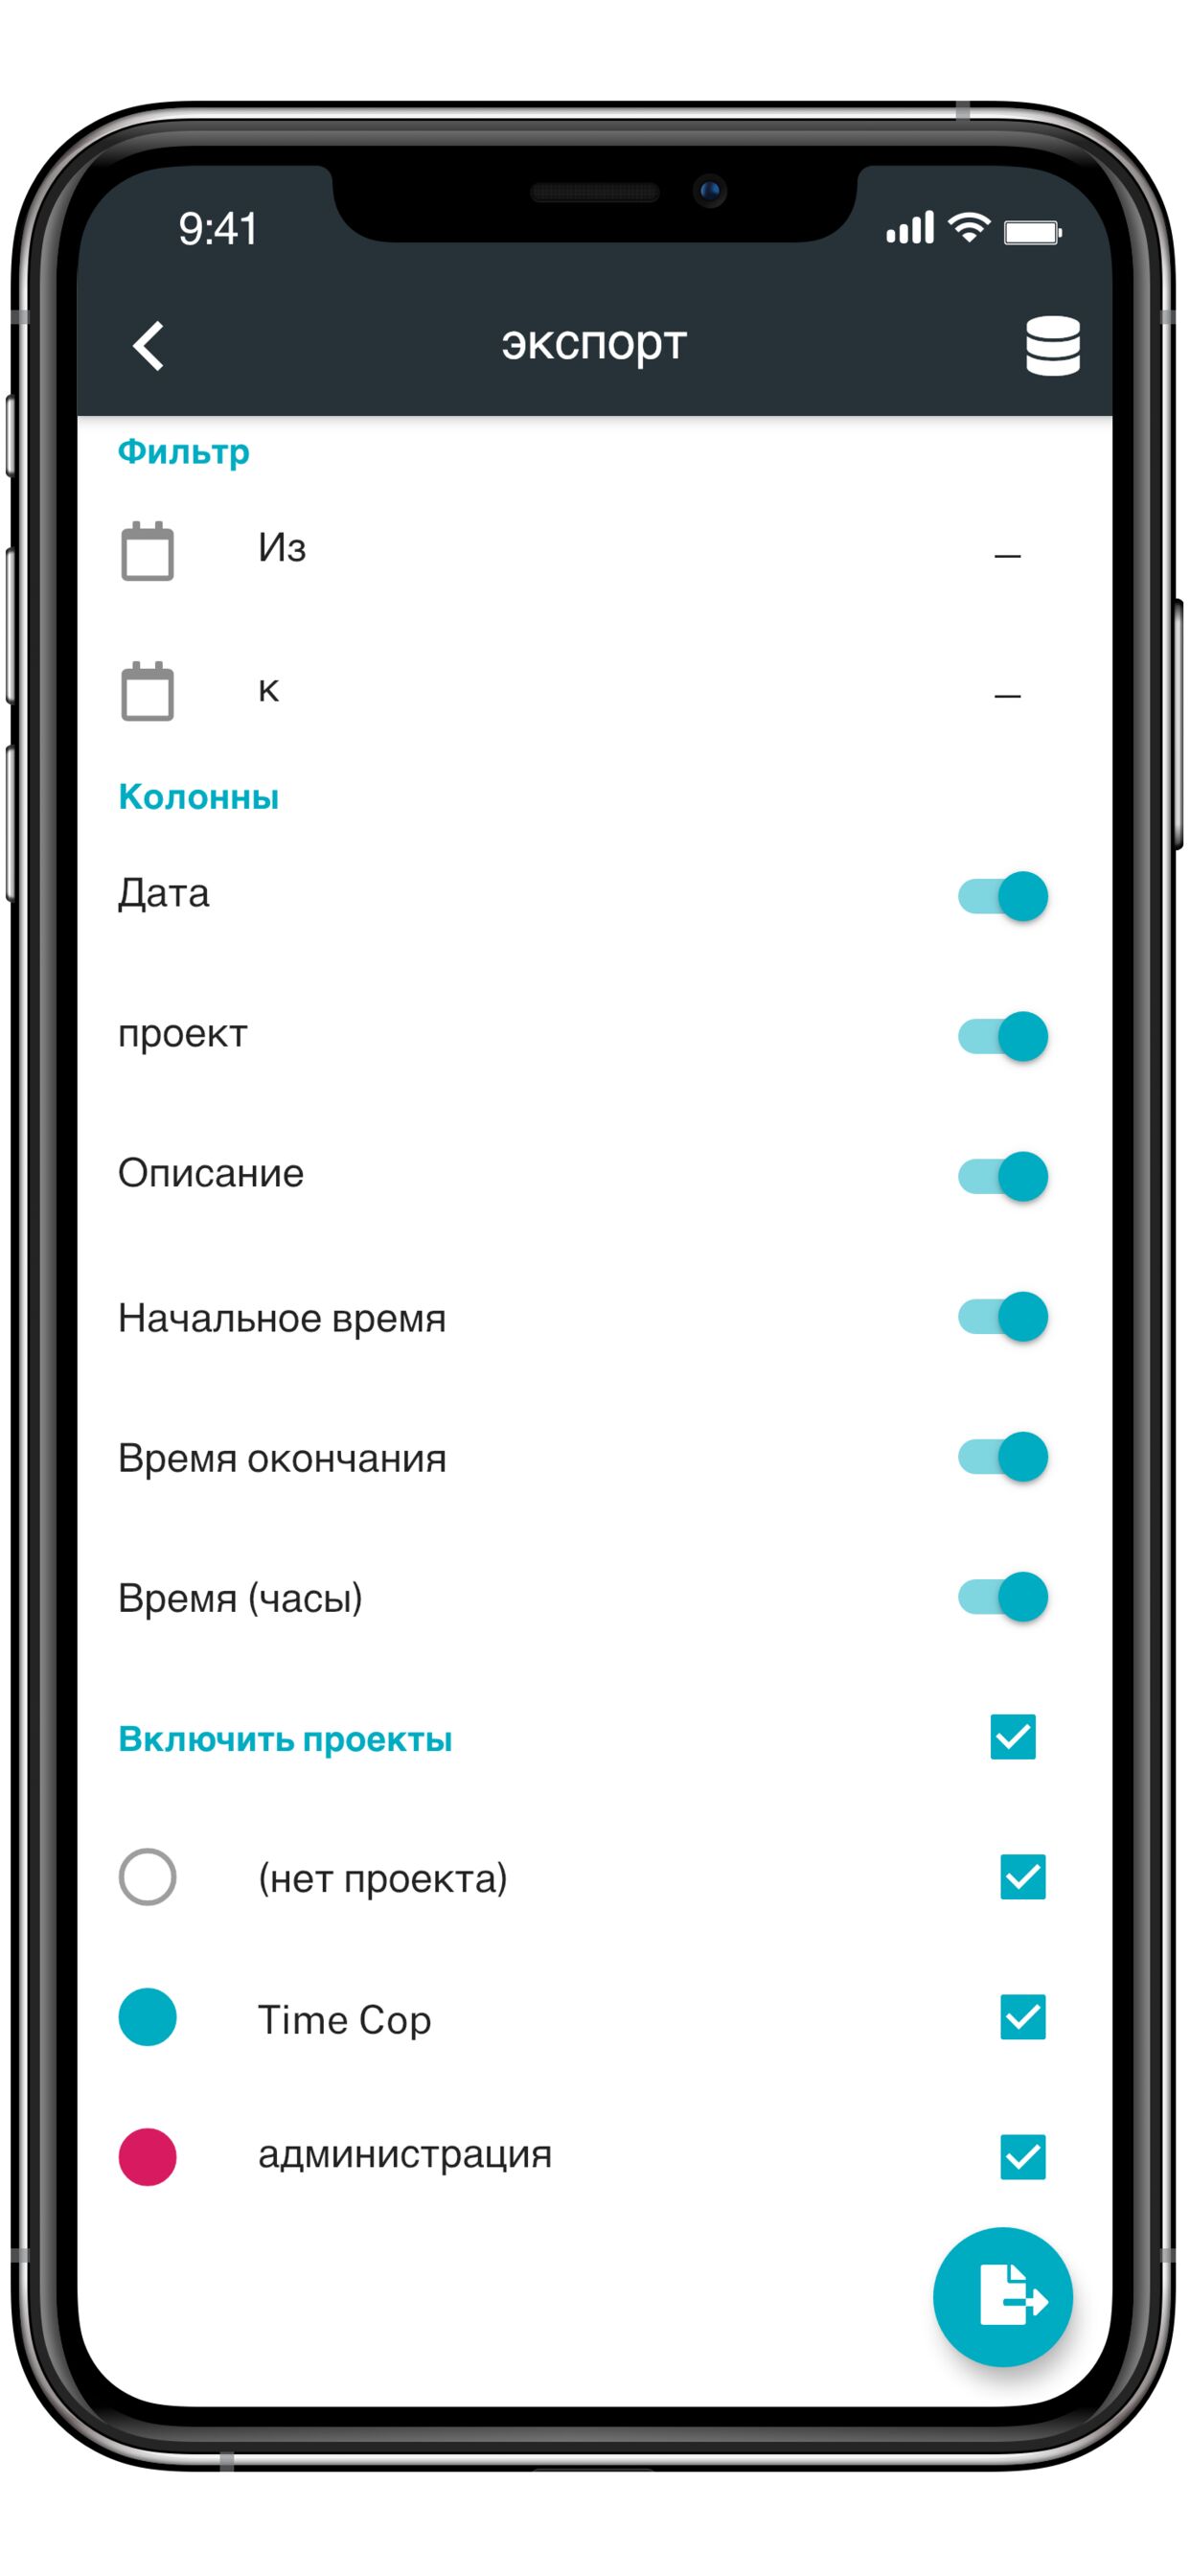 9:41
экспорт
Фильтр
Из –
к –
Колонны
Дата
проект
Описание
Начальное время
Время окончания
Время (часы)
Включить проекты
(нет проекта)
Time Cop
администрация